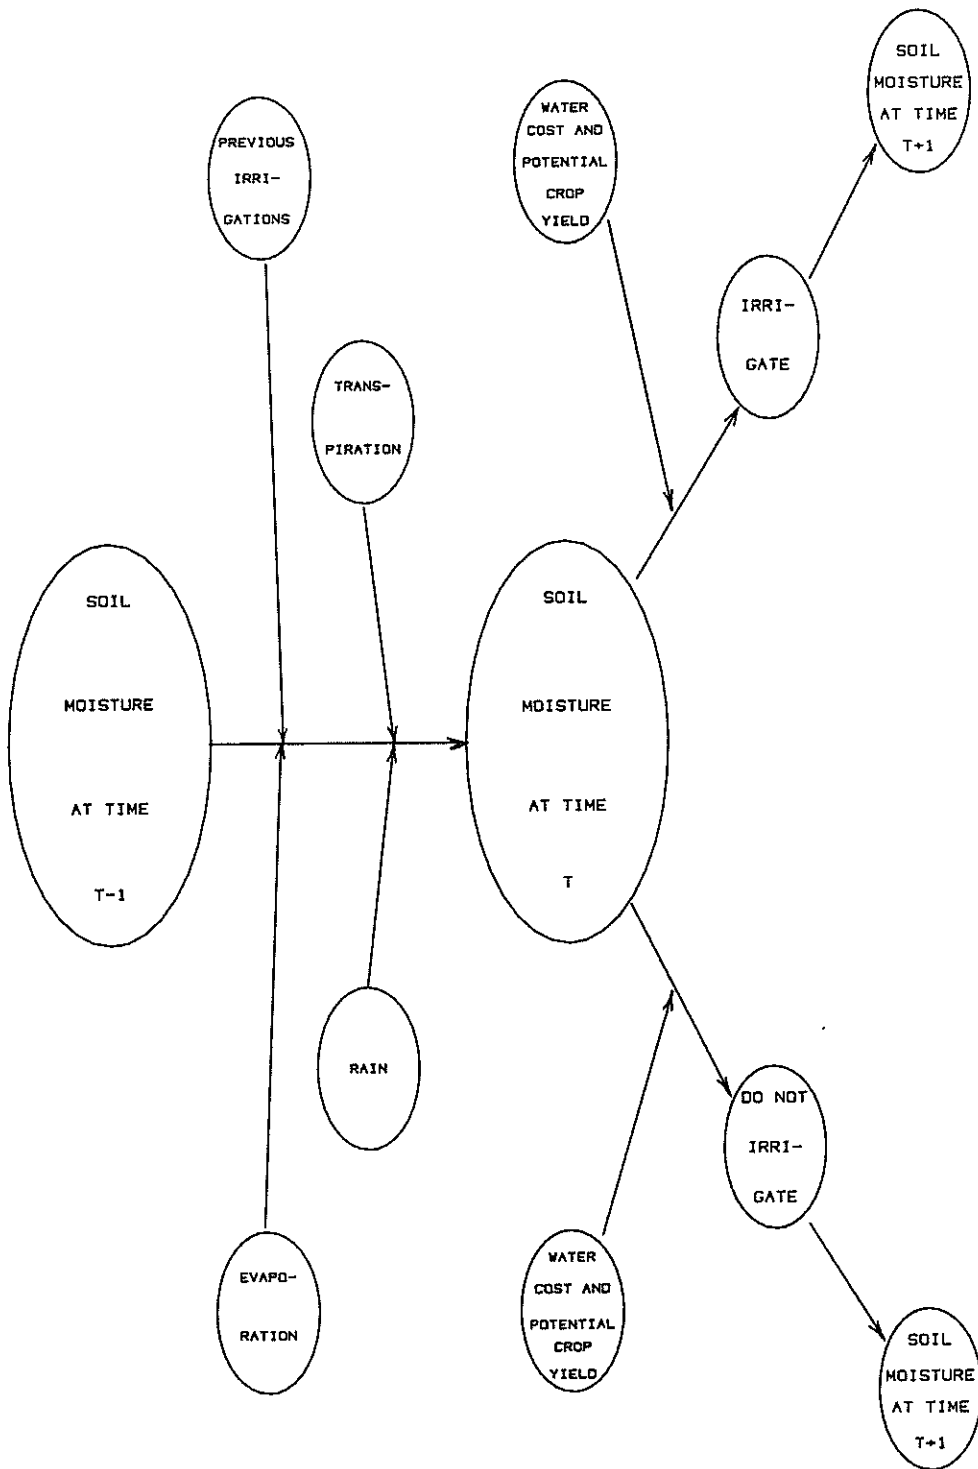 SOIL
MOISTURE
AT TIME
T+1
PREVIOUS
IRRI-
GATIONS
WATER
COST AND
POTENTIAL
CROP
YIELD
IRRI-
GATE
TRANS-
PIRATION
SOIL
MOISTURE
AT TIME
T-1
SOIL
MOISTURE
AT TIME
T
RAIN
DO NOT
IRRI-
GATE
EVAPO-
RATION
WATER
COST AND
POTENTIAL
CROP
YIELD
SOIL
MOISTURE
AT TIME
T+1